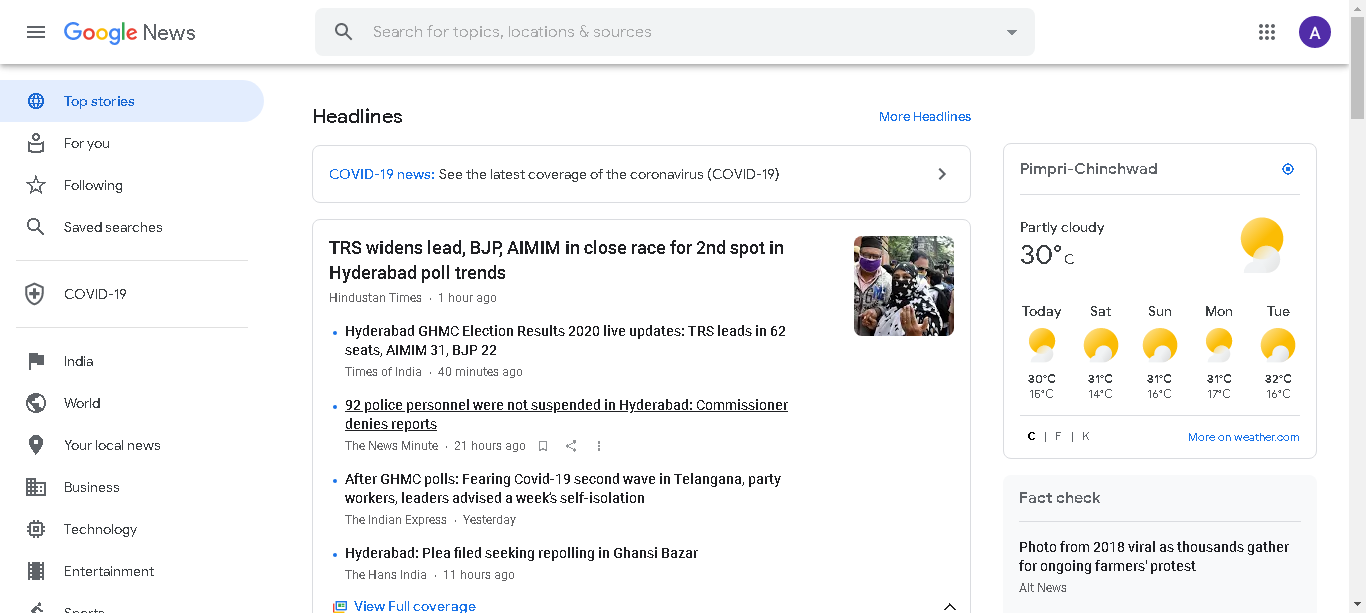 Google News
Search for topics, locations & sources
A
Top stories
For you
Following
Saved searches
COVID-19
India
World
Your local news
Business
Technology
Entertainment
Sports
Headlines
More Headlines
COVID-19 news: See the latest coverage of the coronavirus (COVID-19)
TRS widens lead, BJP, AIMIM in close race for 2nd spot in
Hyderabad poll trends
Hindustan Times · 1 hour ago
Hyderabad GHMC Election Results 2020 live updates: TRS leads in 62
seats, AIMIM 31, BJP 22
Times of India · 40 minutes ago
92 police personnel were not suspended in Hyderabad: Commissioner
denies reports
The News Minute · 21 hours ago
After GHMC polls: Fearing Covid-19 second wave in Telangana, party
workers, leaders advised a week's self-isolation
The Indian Express · Yesterday
Hyderabad: Plea filed seeking repolling in Ghansi Bazar
The Hans India · 11 hours ago
View Full coverage
Pimpri-Chinchwad
Partly cloudy
30°C
Today Sat Sun Mon Tue
30°C 31°C 31°C 31°C 32°C
15°C 14°C 16°C 17°C 16°C
C | F | K
More on weather.com
Fact check
Photo from 2018 viral as thousands gather
for ongoing farmers' protest
Alt News